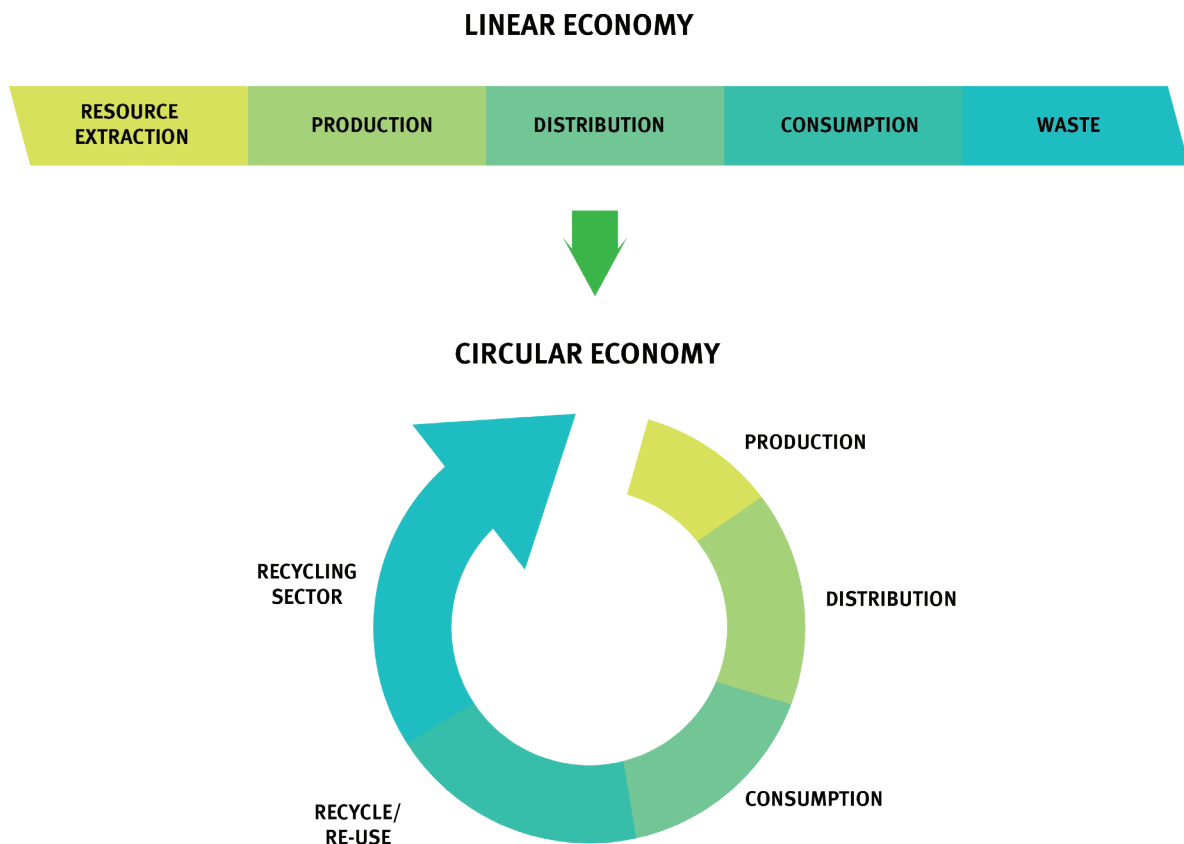 LINEAR ECONOMY
RESOURCE
EXTRACTION
PRODUCTION
DISTRIBUTION
CONSUMPTION
WASTE
CIRCULAR ECONOMY
PRODUCTION
DISTRIBUTION
CONSUMPTION
RECYCLE/
RE-USE
RECYCLING
SECTOR